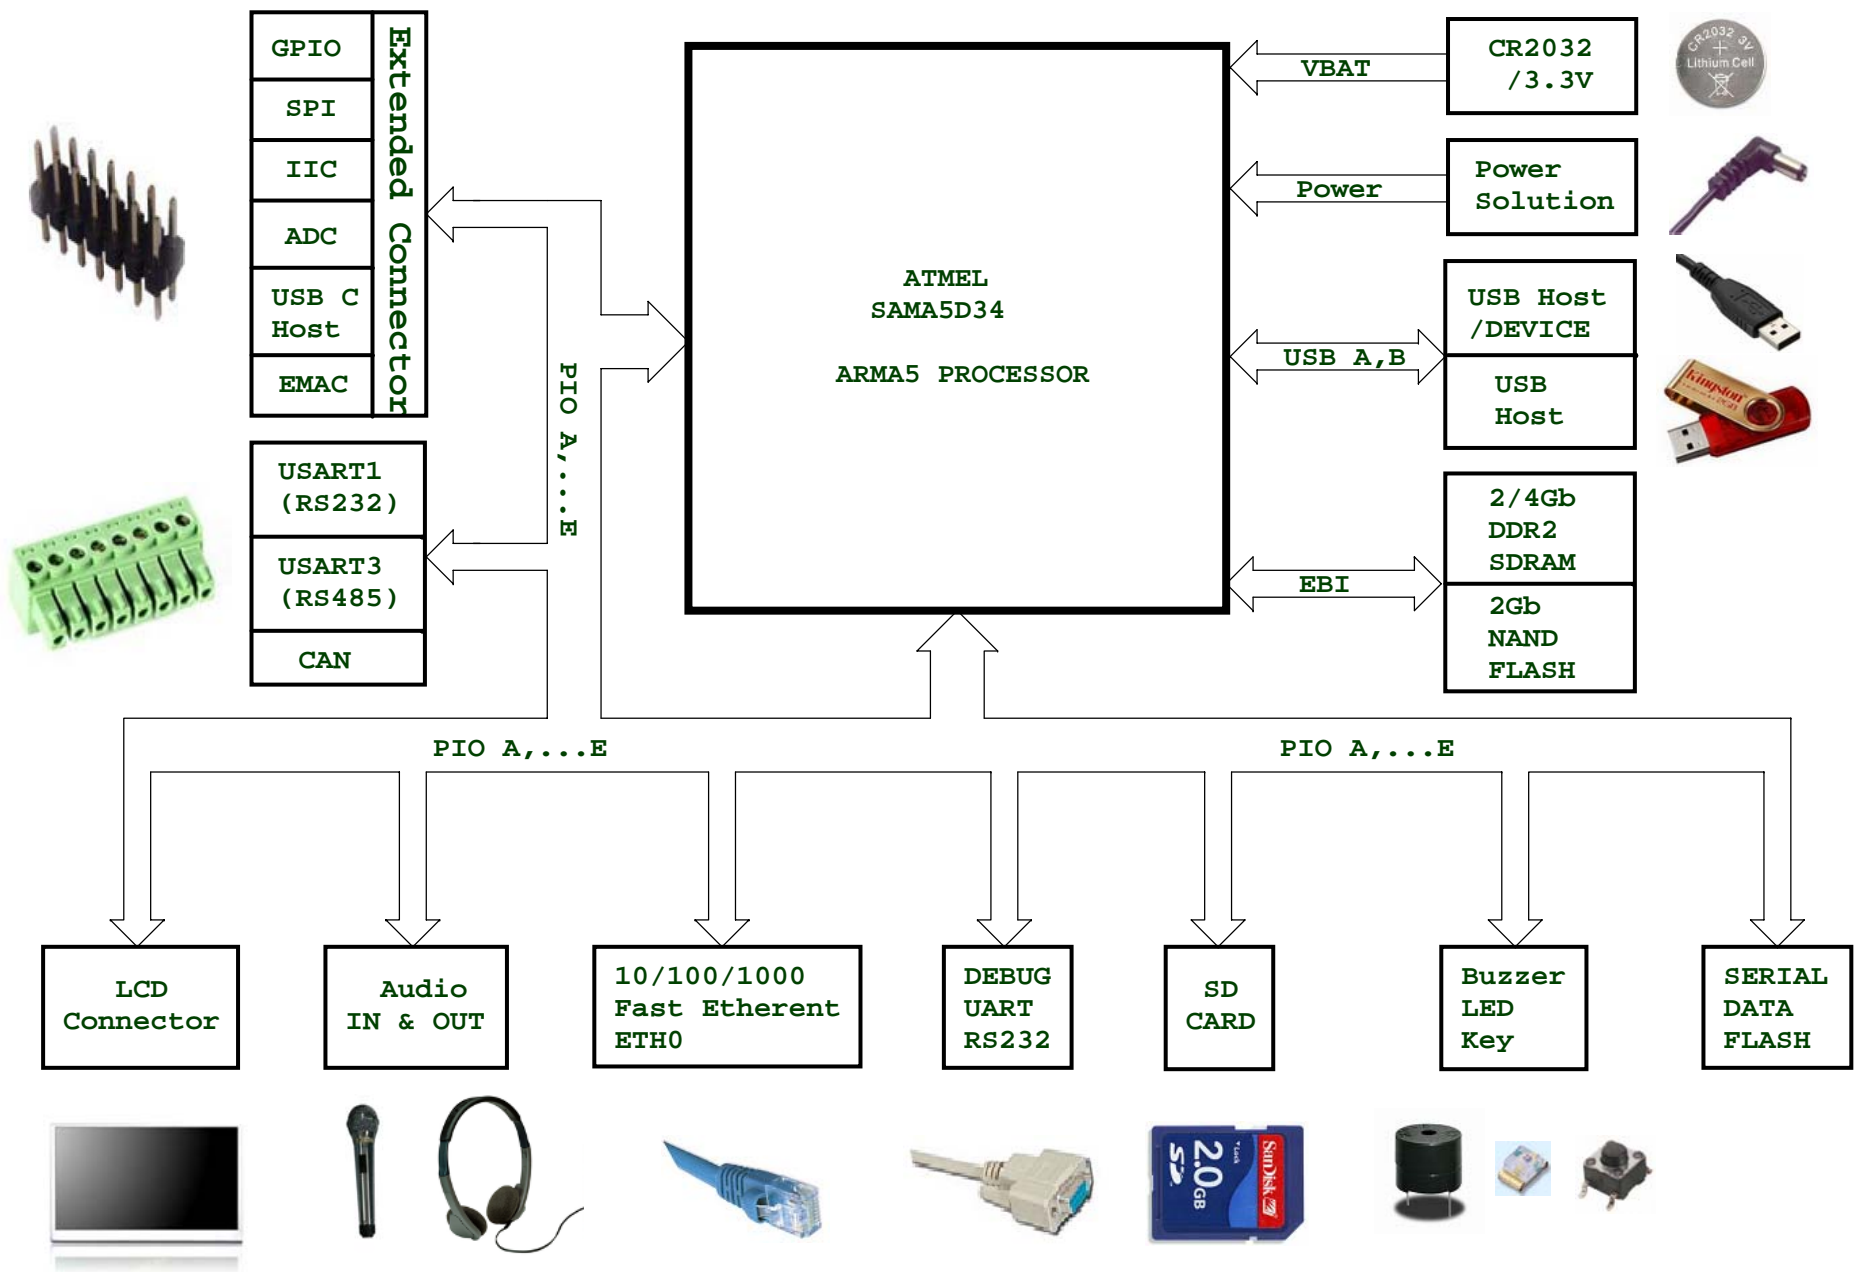 GPIO
SPI
IIC
ADC
USB C
Host
EMAC
Extended Connector
USART1
(RS232)
USART3
(RS485)
CAN
PIO A,...E
ATMEL
SAMA5D34
ARMA5 PROCESSOR
VBAT
Power
USB A,B
EBI
CR2032
/3.3V
CR2032 3V
+
Lithium Cell
Power
Solution
USB Host
/DEVICE
USB
Host
Kingston
2/4Gb
DDR2
SDRAM
2Gb
NAND
FLASH
PIO A,...E
PIO A,...E
LCD
Connector
Audio
IN & OUT
10/100/1000
Fast Etherent
ETH0
DEBUG
UART
RS232
SD
CARD
Buzzer
LED
Key
SERIAL
DATA
FLASH
SanDisk
Lock
2.0GB
SD